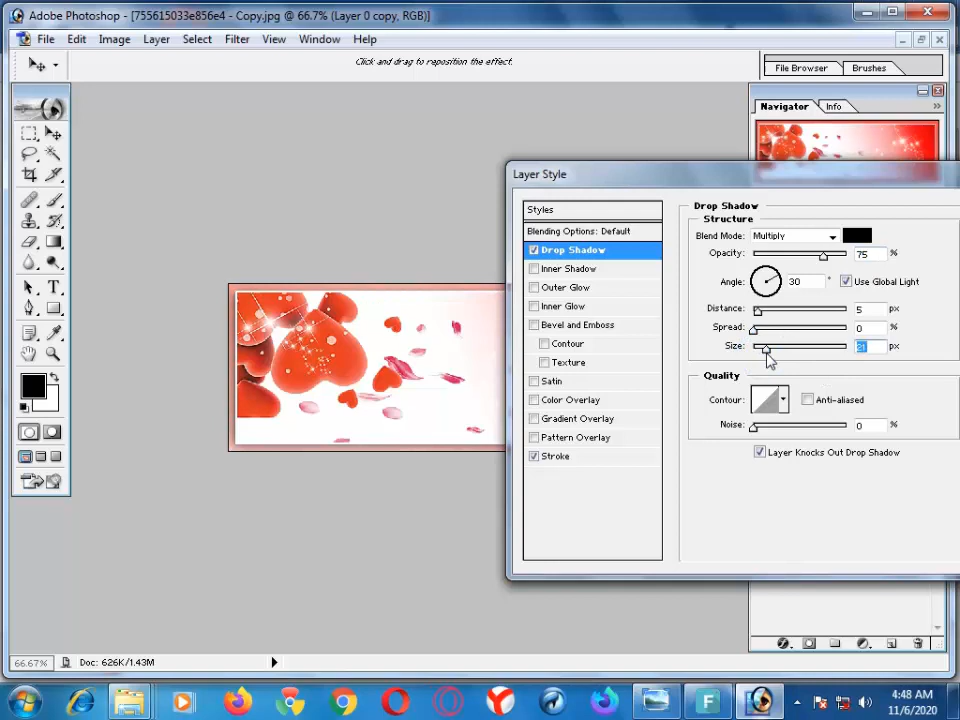 Adobe Photoshop - [755615033e856e4 - Copy.jpg @ 66.7% (Layer 0 copy, RGB)]
File Edit Image Layer Select Filter View Window Help
Click and drag to reposition the effect.
File Browser Brushes
Navigator Info
Layer Style
Styles
Blending Options: Default
Drop Shadow
Inner Shadow
Outer Glow
Inner Glow
Bevel and Emboss
Contour
Texture
Satin
Color Overlay
Gradient Overlay
Pattern Overlay
Stroke
Drop Shadow
Structure
Blend Mode: Multiply
Opacity: 75 %
Angle: 30 ° Use Global Light
Distance: 5 px
Spread: 0 %
Size: 21 px
Quality
Contour: Anti-aliased
Noise: 0 %
Layer Knocks Out Drop Shadow
66.67% Doc: 626K/1.43M
4:48 AM
11/6/2020